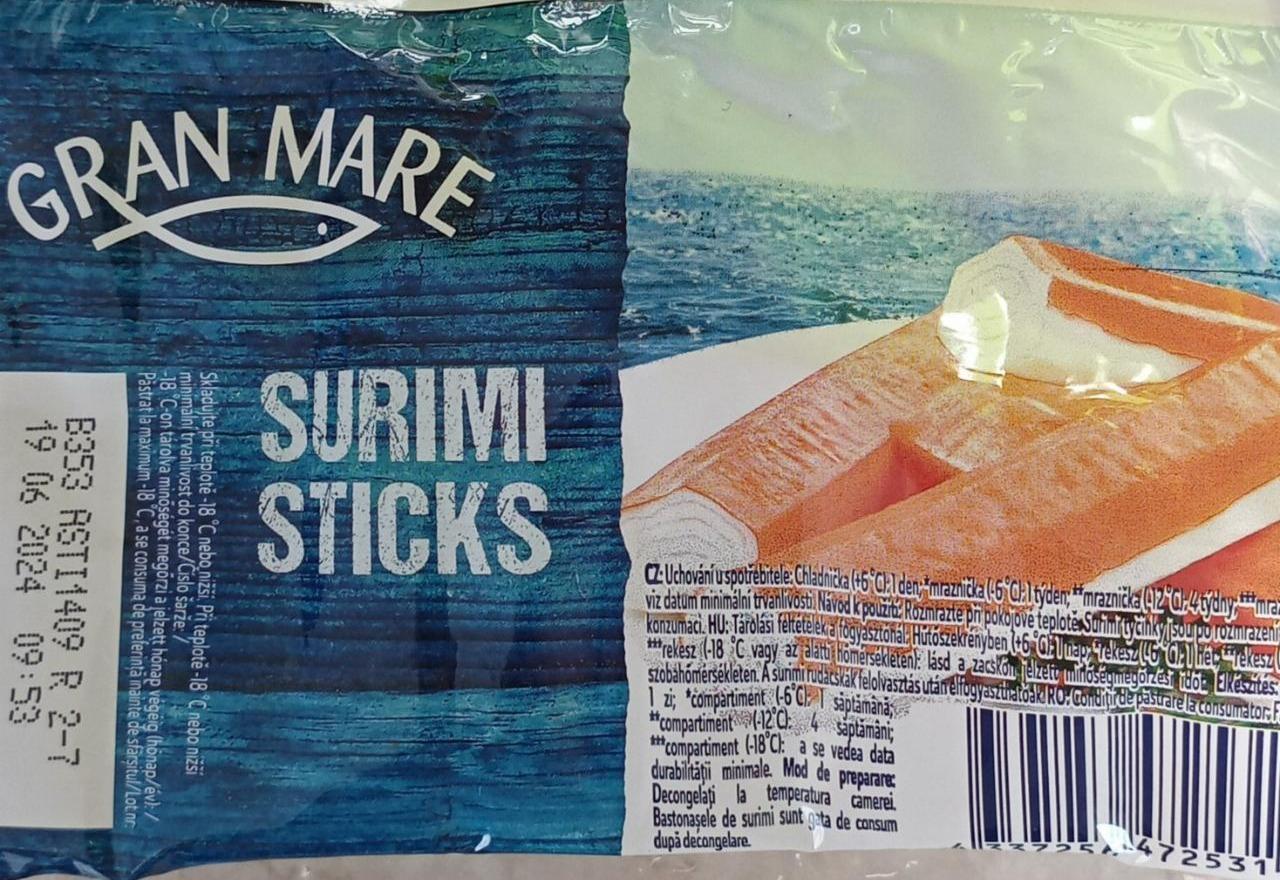 GRAN MARE
SURIMI
STICKS
Skladujte při teplotě -18 °C nebo nižší. Při teplotě -18 °C nebo nižší
minimální trvanlivost do konce/Číslo šarže: /
-18 °C-on tárolva minőségét megőrzi a jelzett hónap végéig (hónap/év): /
Păstrat la maximum -18 °C, a se consuma de preferință înainte de sfârșitul/Lot nr:
B353 AST11409 R 2-7
19 06 2024 09:53
CZ: Uchování u spotřebitele: Chladnička (+6 °C): 1 den; *mraznička (-6 °C): 1 týden; **mraznička (-12 °C): 4 týdny;
viz datum minimální trvanlivosti. Návod k použití: Rozmrazte při pokojové teplotě. Surimi tyčinky jsou po rozmrazení
konzumaci. HU: Tárolási feltételek a fogyasztónál: Hűtőszekrényben (+6 °C): 1 nap; *rekesz (-6 °C): 1 hét; **rekesz
***rekesz (-18 °C vagy az alatti hőmérsékleten): lásd a zacskón jelzett minőségmegőrzési időt. Elkészítés:
szobahőmérsékleten. A surimi rudacskák felolvasztás után elfogyaszthatóak. RO: Condiții de păstrare la consumator:
1 zi; *compartiment (-6°C): 1 săptămână;
**compartiment (-12°C): 4 săptămâni;
***compartiment (-18°C): a se vedea data
durabilității minimale. Mod de preparare:
Decongelați la temperatura camerei.
Bastonașele de surimi sunt gata de consum
după decongelare.